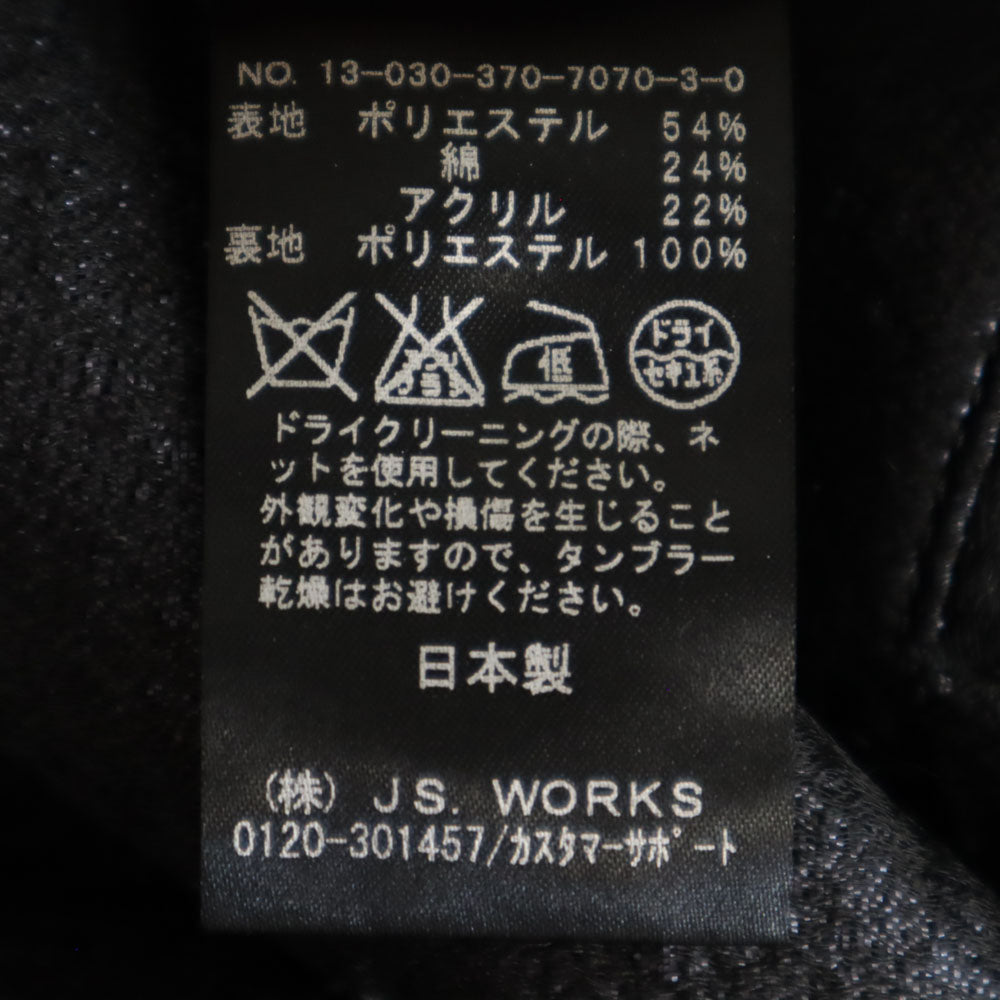 NO. 13-030-370-7070-3-0
表地 ポリエステル 54%
綿 24%
アクリル 22%
裏地 ポリエステル 100%
エンソ
サラシ
低
ドライ
セキユ系
ドライクリーニングの際、ネ
ットを使用してください。
外観変化や損傷を生じること
がありますので、タンブラー
乾燥はお避けください。
日本製
(株) J.S. WORKS
0120-301457/カスタマーサポート